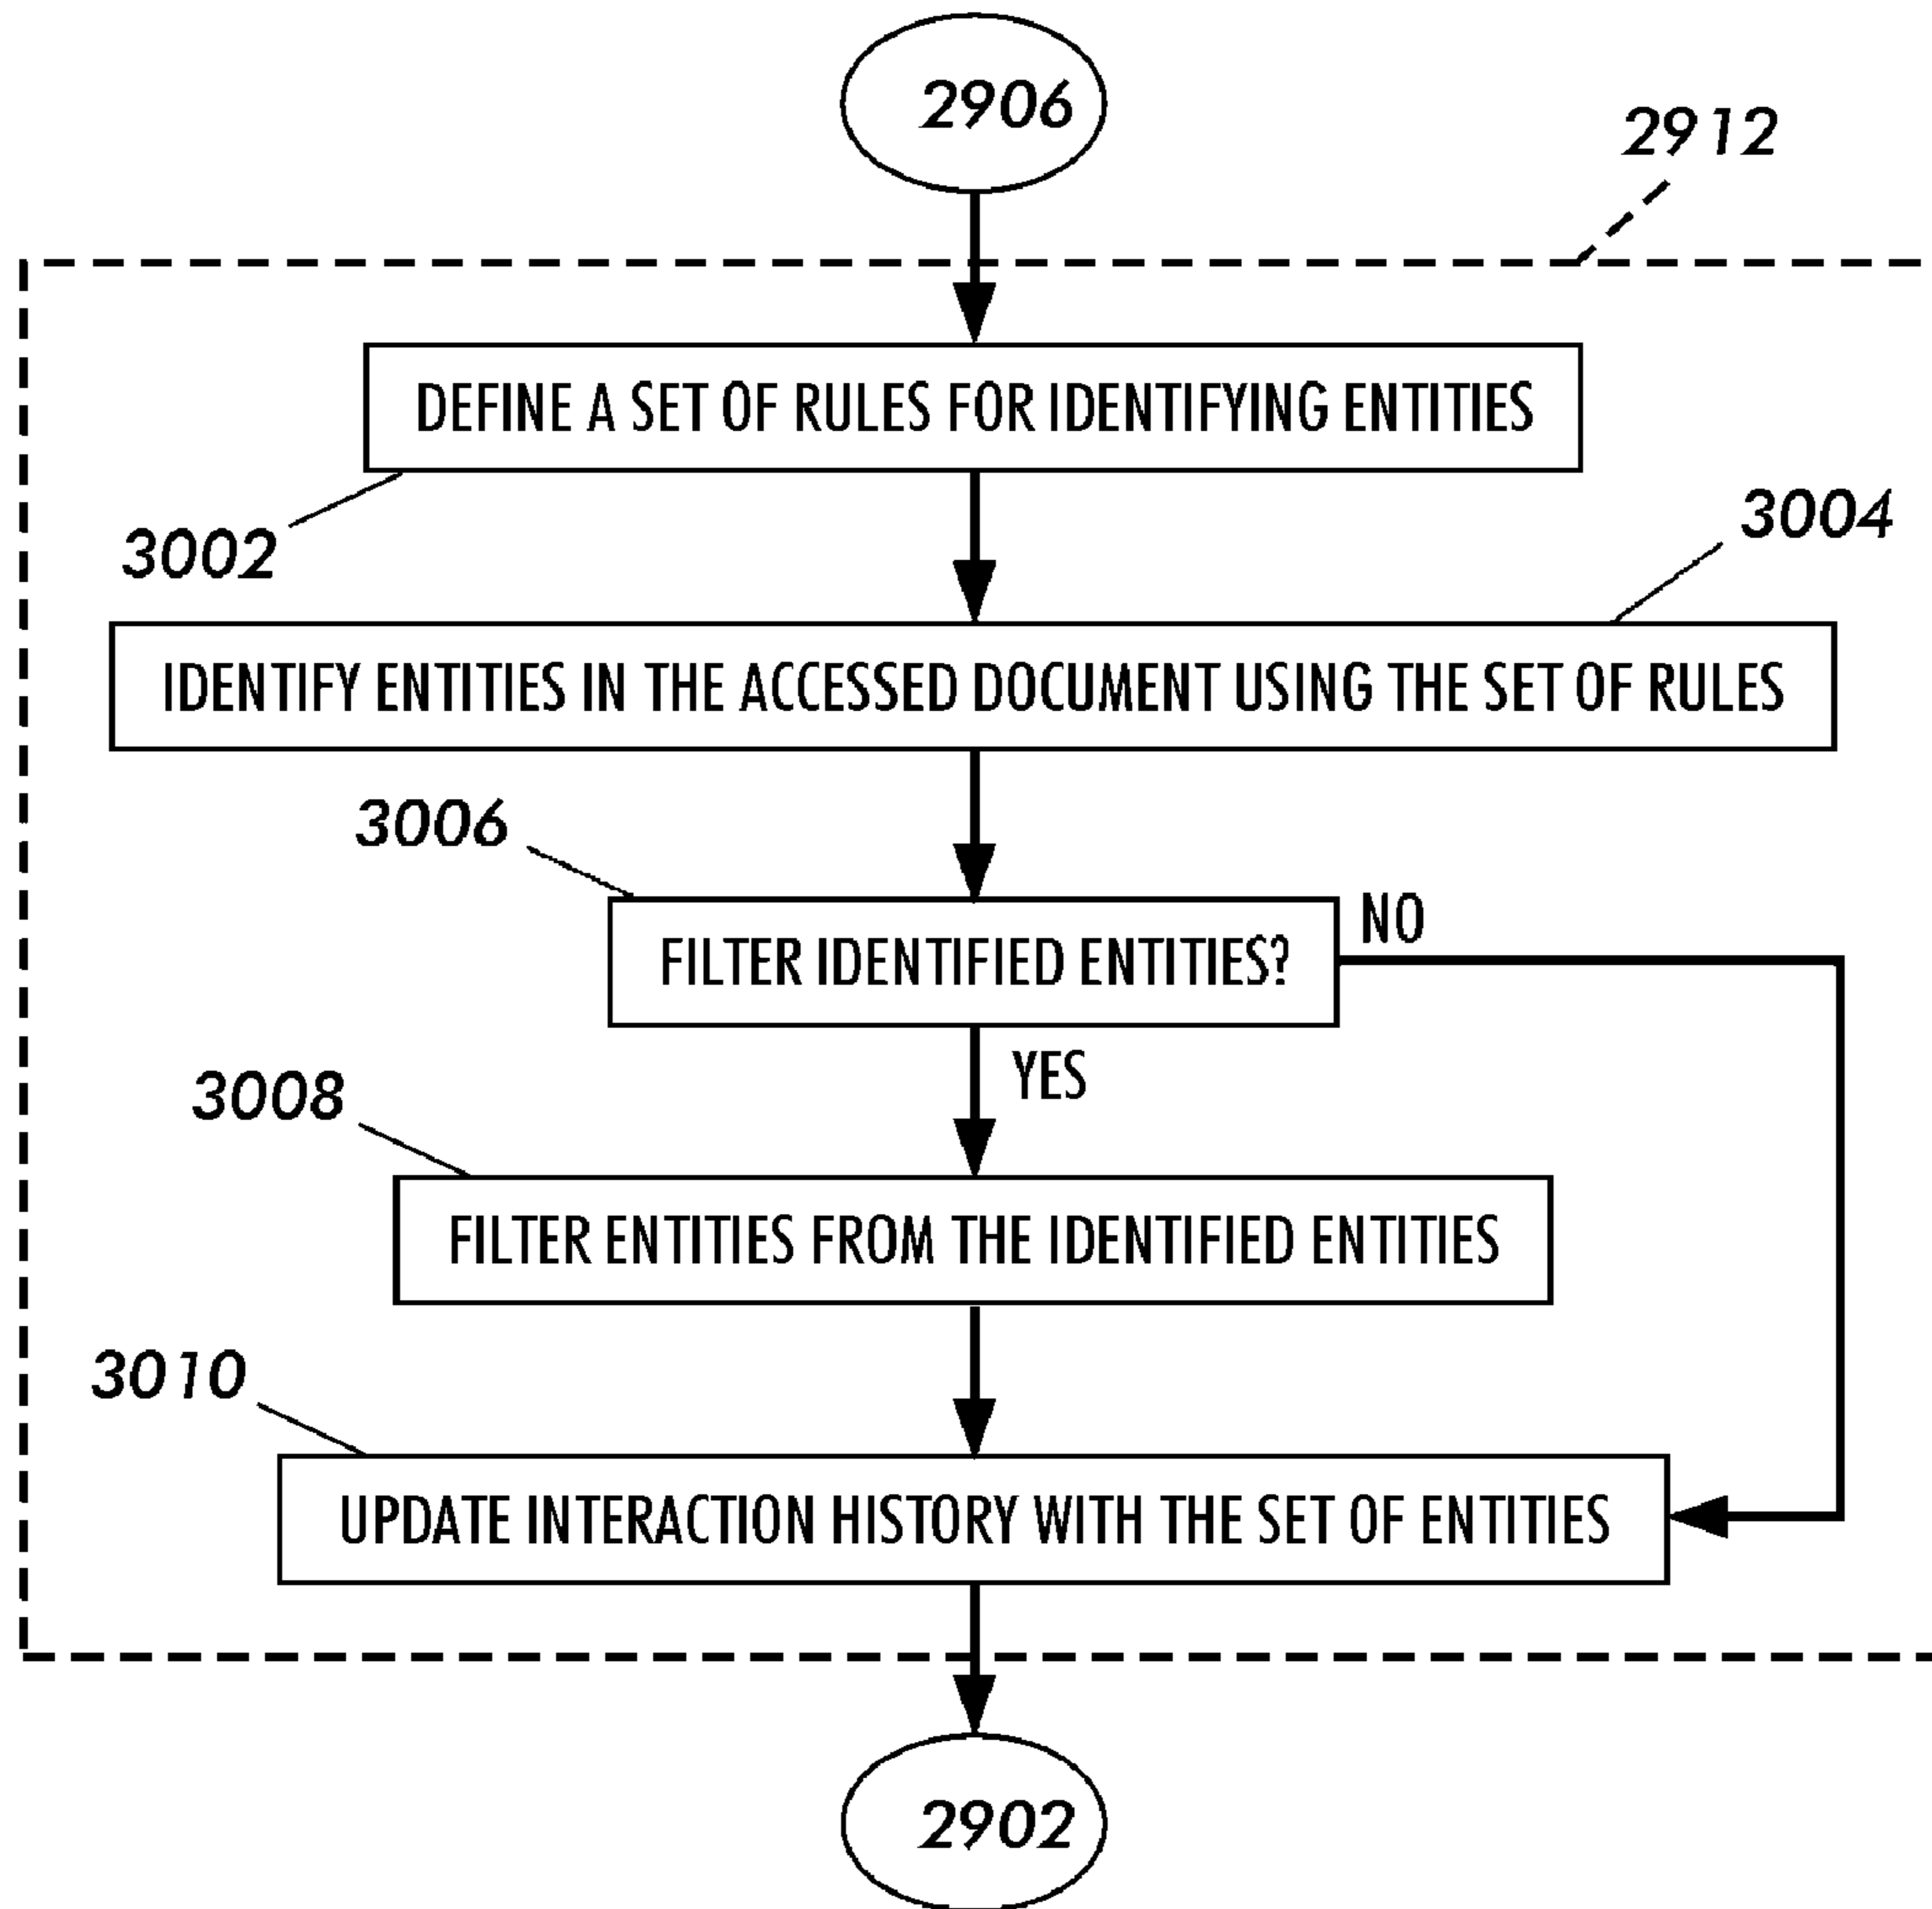 2906
2912
DEFINE A SET OF RULES FOR IDENTIFYING ENTITIES
3002
3004
IDENTIFY ENTITIES IN THE ACCESSED DOCUMENT USING THE SET OF RULES
3006
NO
FILTER IDENTIFIED ENTITIES?
YES
3008
FILTER ENTITIES FROM THE IDENTIFIED ENTITIES
3010
UPDATE INTERACTION HISTORY WITH THE SET OF ENTITIES
2902